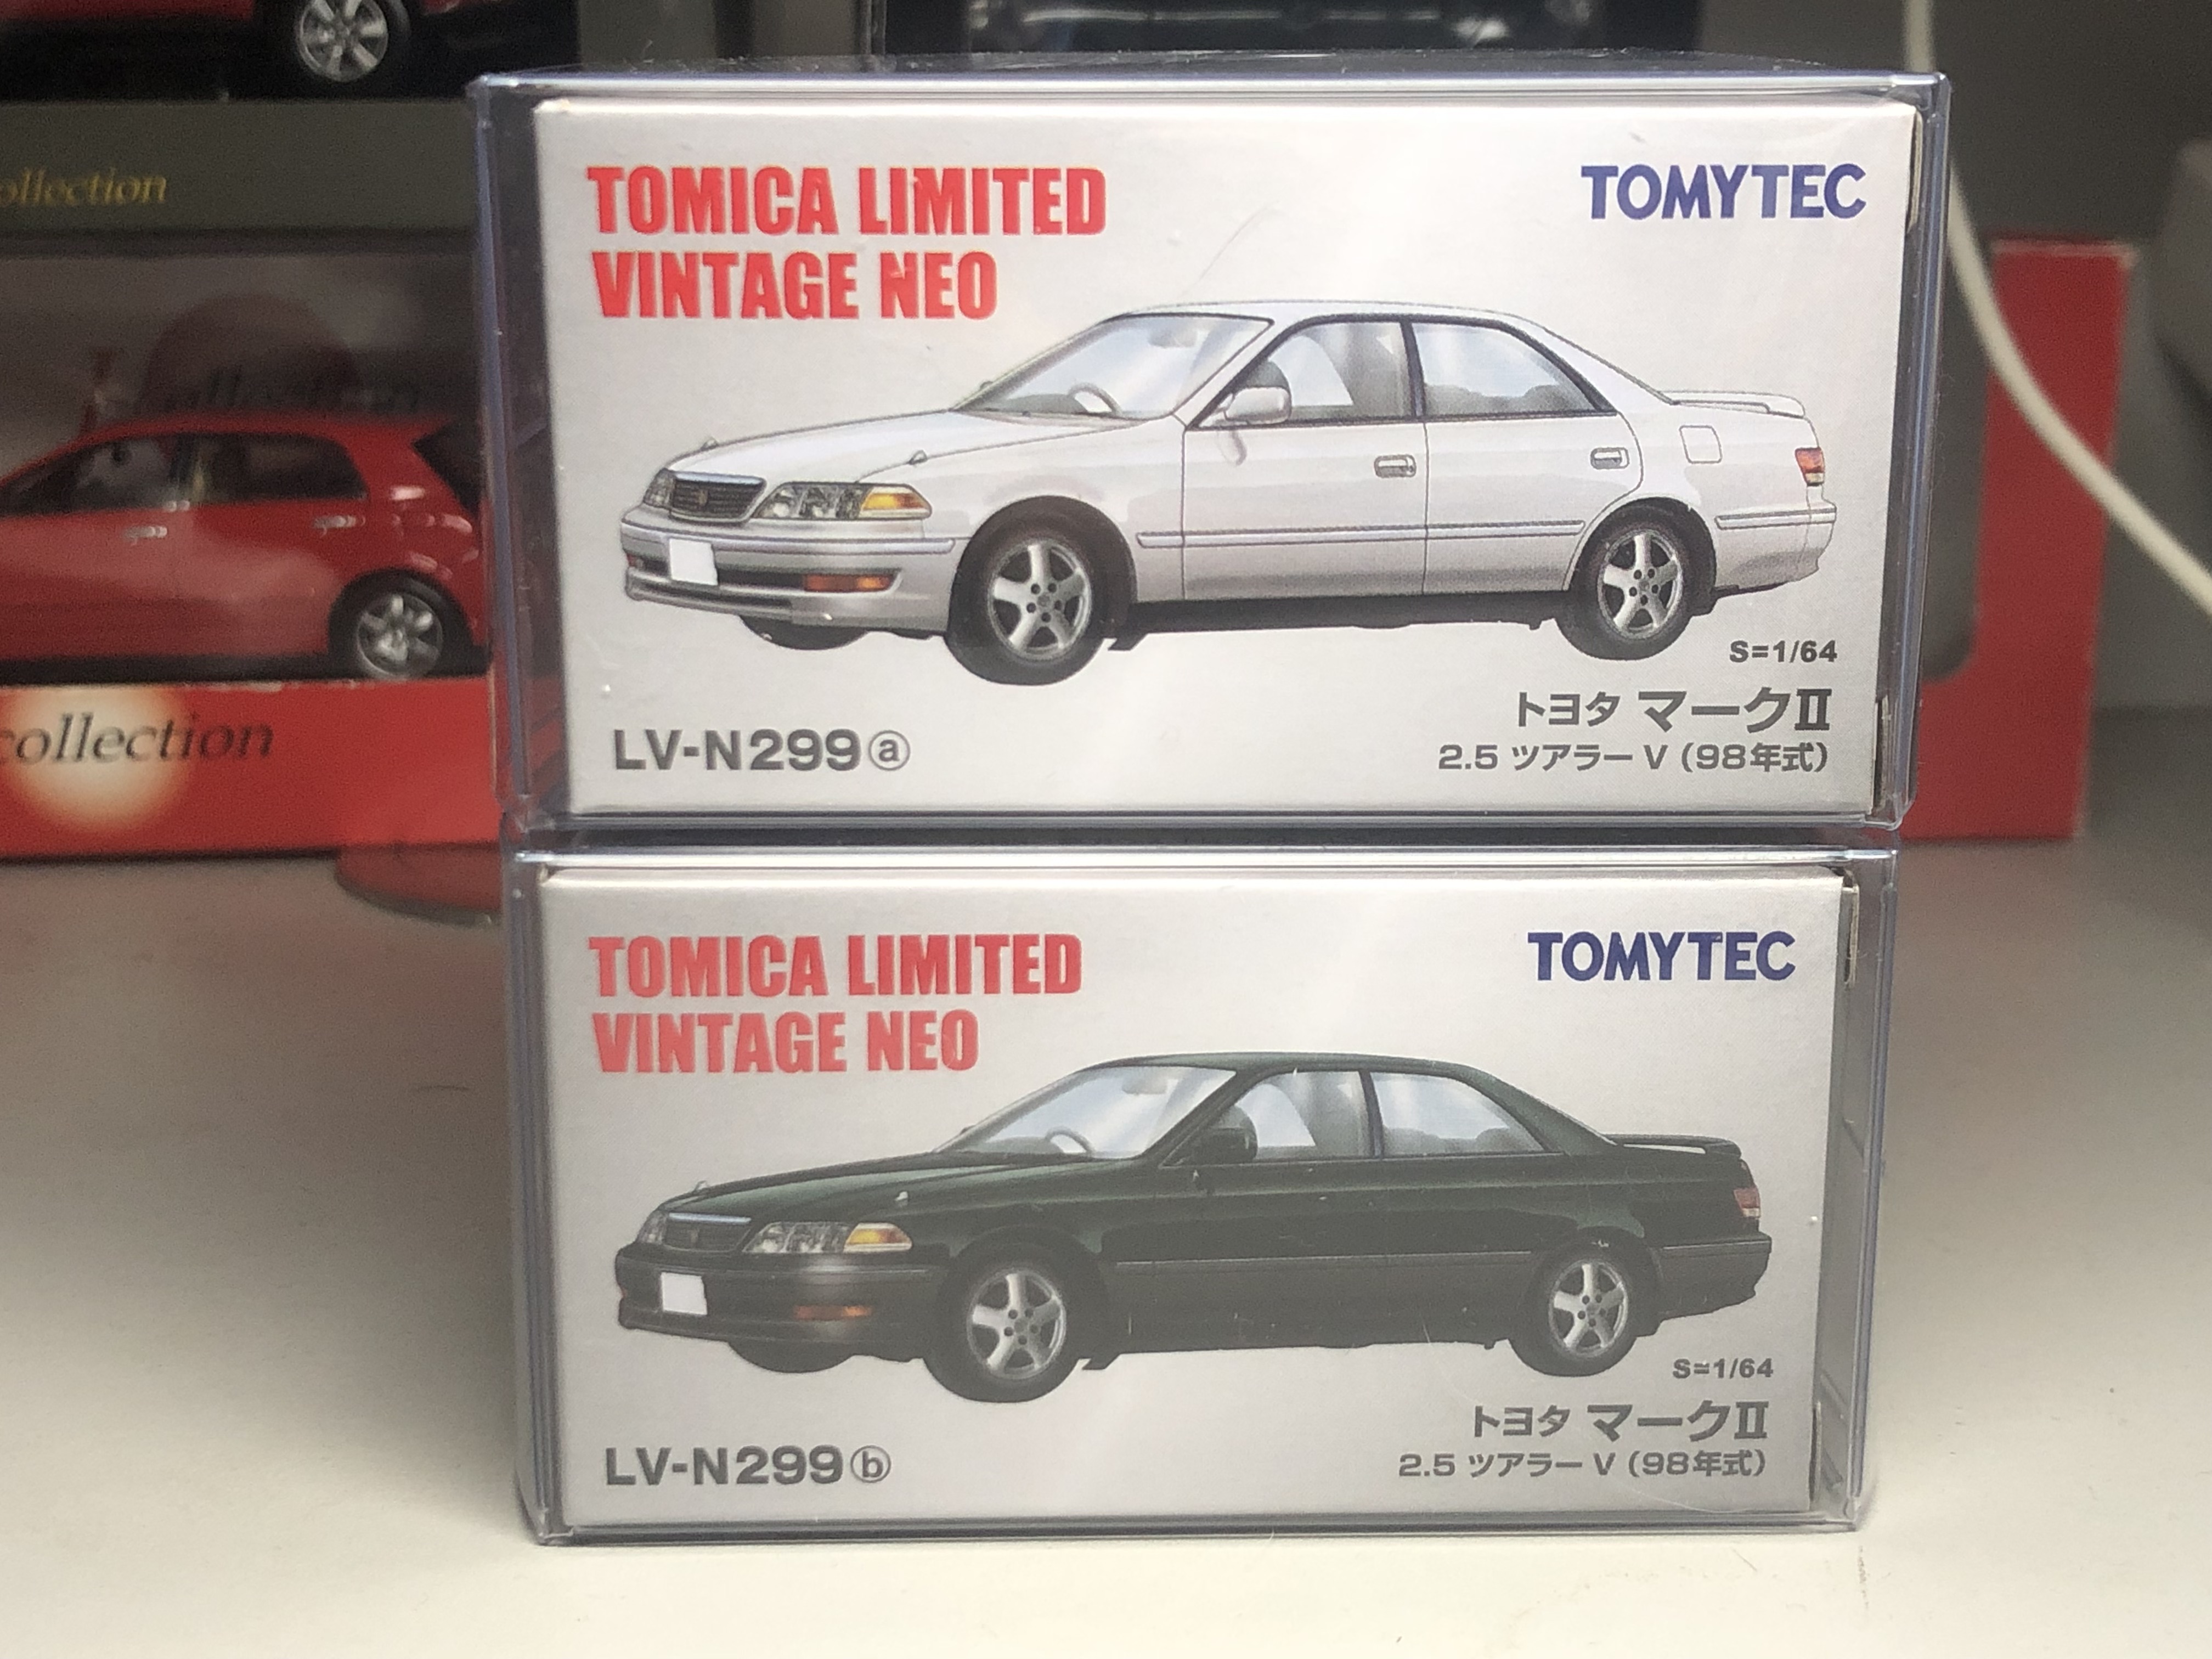 ollection
ollection
collection
TOMICA LIMITED
VINTAGE NEO
TOMYTEC
S=1/64
トヨタ マークII
2.5 ツアラー V (98年式)
LV-N299ⓐ
TOMICA LIMITED
VINTAGE NEO
TOMYTEC
S=1/64
トヨタ マークII
2.5 ツアラー V (98年式)
LV-N299ⓑ